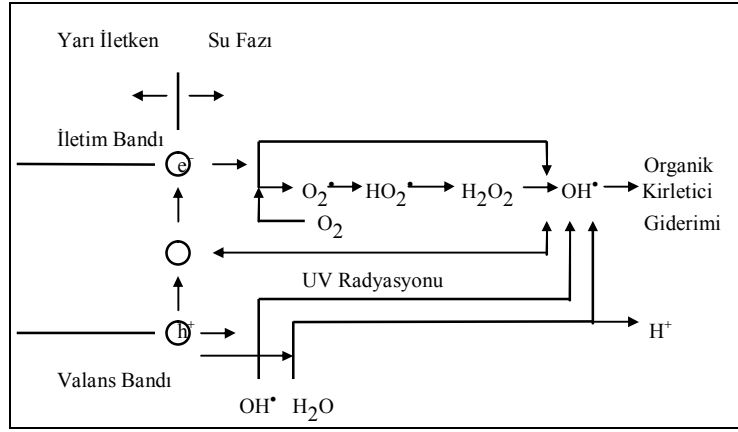 Yarı İletken Su Fazı
İletim Bandı
e⁻
Organik
O₂• HO₂• H₂O₂ OH• Kirletici
O₂ Giderimi
UV Radyasyonu
h⁺ H⁺
Valans Bandı
OH• H₂O